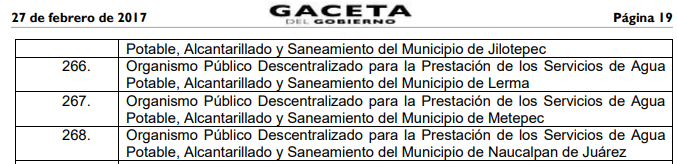 27 de febrero de 2017
GACETA
DEL GOBIERNO
Página 19
Potable, Alcantarillado y Saneamiento del Municipio de Jilotepec
266. Organismo Público Descentralizado para la Prestación de los Servicios de Agua
Potable, Alcantarillado y Saneamiento del Municipio de Lerma
267. Organismo Público Descentralizado para la Prestación de los Servicios de Agua
Potable, Alcantarillado y Saneamiento del Municipio de Metepec
268. Organismo Público Descentralizado para la Prestación de los Servicios de Agua
Potable, Alcantarillado y Saneamiento del Municipio de Naucalpan de Juárez